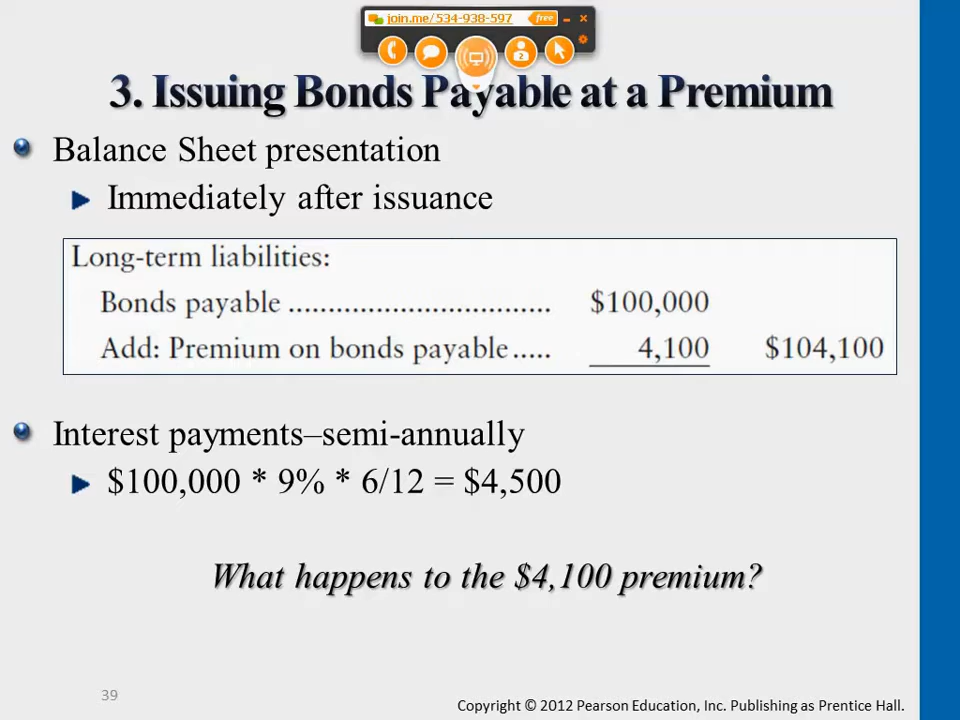 join.me/534-938-597 free
2
3. Issuing Bonds Payable at a Premium
Balance Sheet presentation
Immediately after issuance
Long-term liabilities:
Bonds payable ................................ $100,000
Add: Premium on bonds payable..... 4,100 $104,100
Interest payments–semi-annually
$100,000 * 9% * 6/12 = $4,500
What happens to the $4,100 premium?
39
Copyright © 2012 Pearson Education, Inc. Publishing as Prentice Hall.